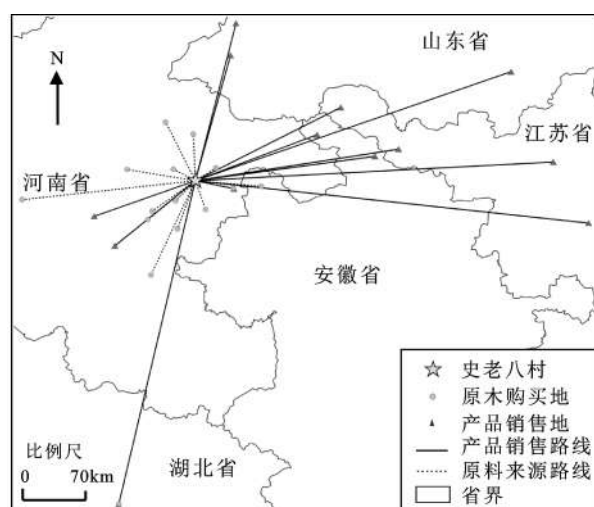 山东省
N
江苏省
河南省
安徽省
史老八村
原木购买地
产品销售地
产品销售路线
原料来源路线
省界
比例尺
0 70km
湖北省